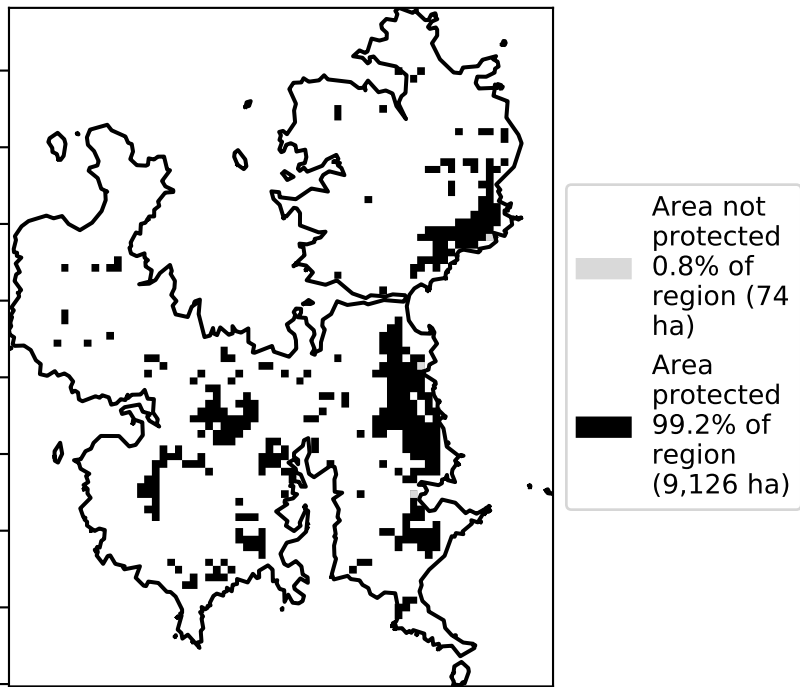 Area not
protected
0.8% of
region (74
ha)
Area
protected
99.2% of
region
(9,126 ha)